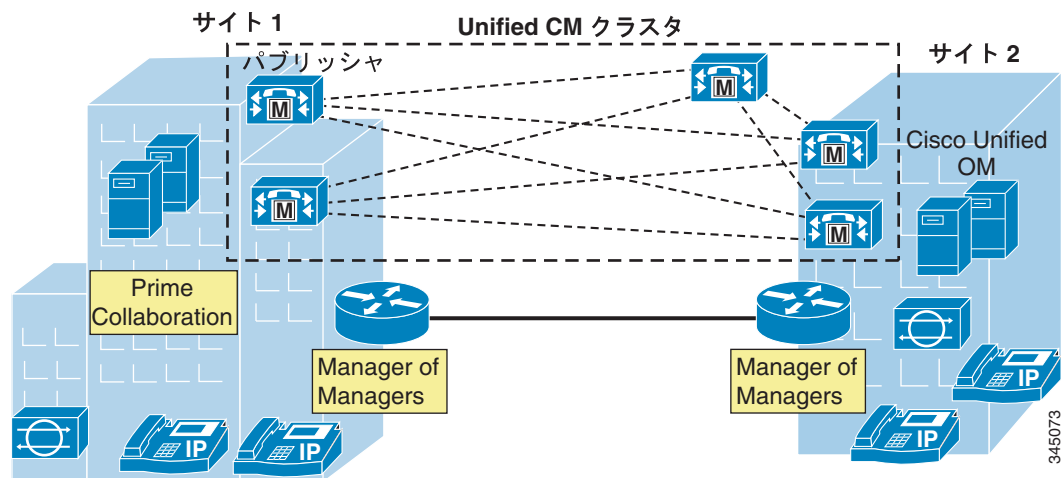 サイト 1
Unified CM クラスタ
サイト 2
パブリッシャ
M
M
M
M
M
Cisco Unified
OM
Prime
Collaboration
Manager of
Managers
Manager of
Managers
IP
IP
IP
IP
345073